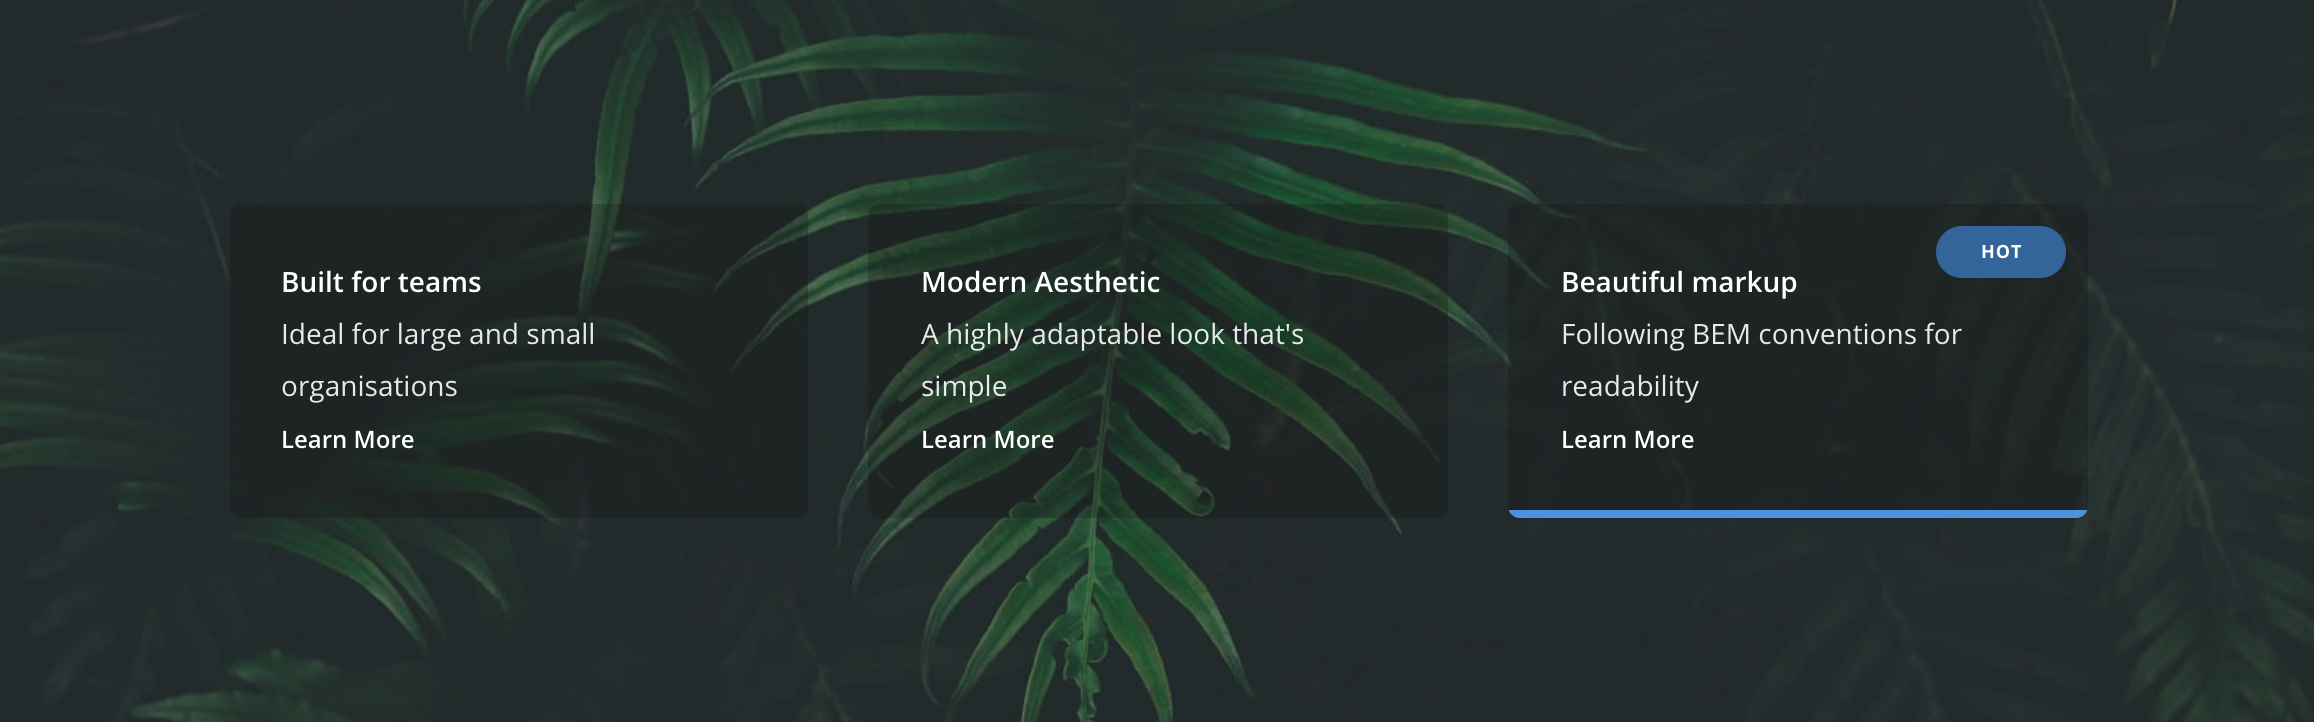 Built for teams
Ideal for large and small
organisations
Learn More
Modern Aesthetic
A highly adaptable look that's
simple
Learn More
HOT
Beautiful markup
Following BEM conventions for
readability
Learn More